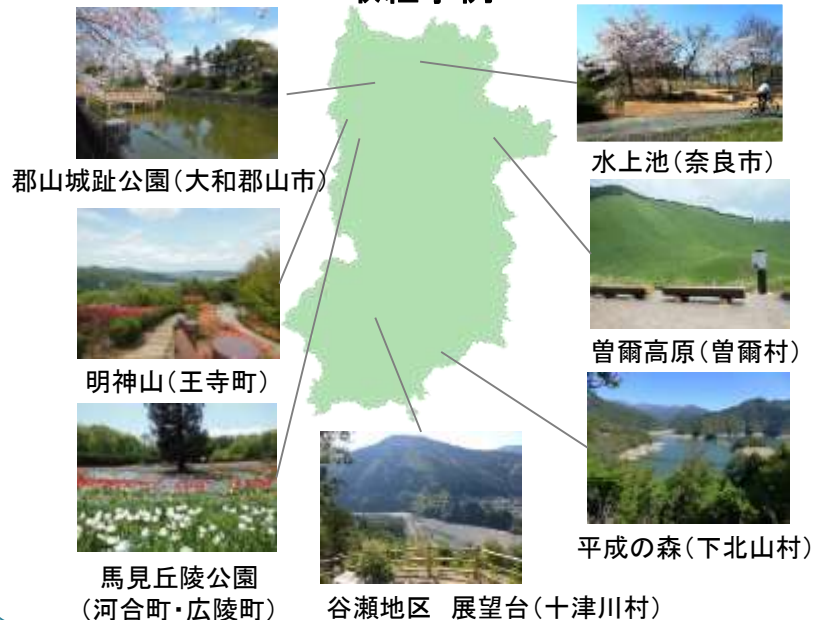 郡山城趾公園(大和郡山市)
水上池(奈良市)
明神山(王寺町)
曽爾高原(曽爾村)
馬見丘陵公園
(河合町・広陵町)
谷瀬地区 展望台(十津川村)
平成の森(下北山村)